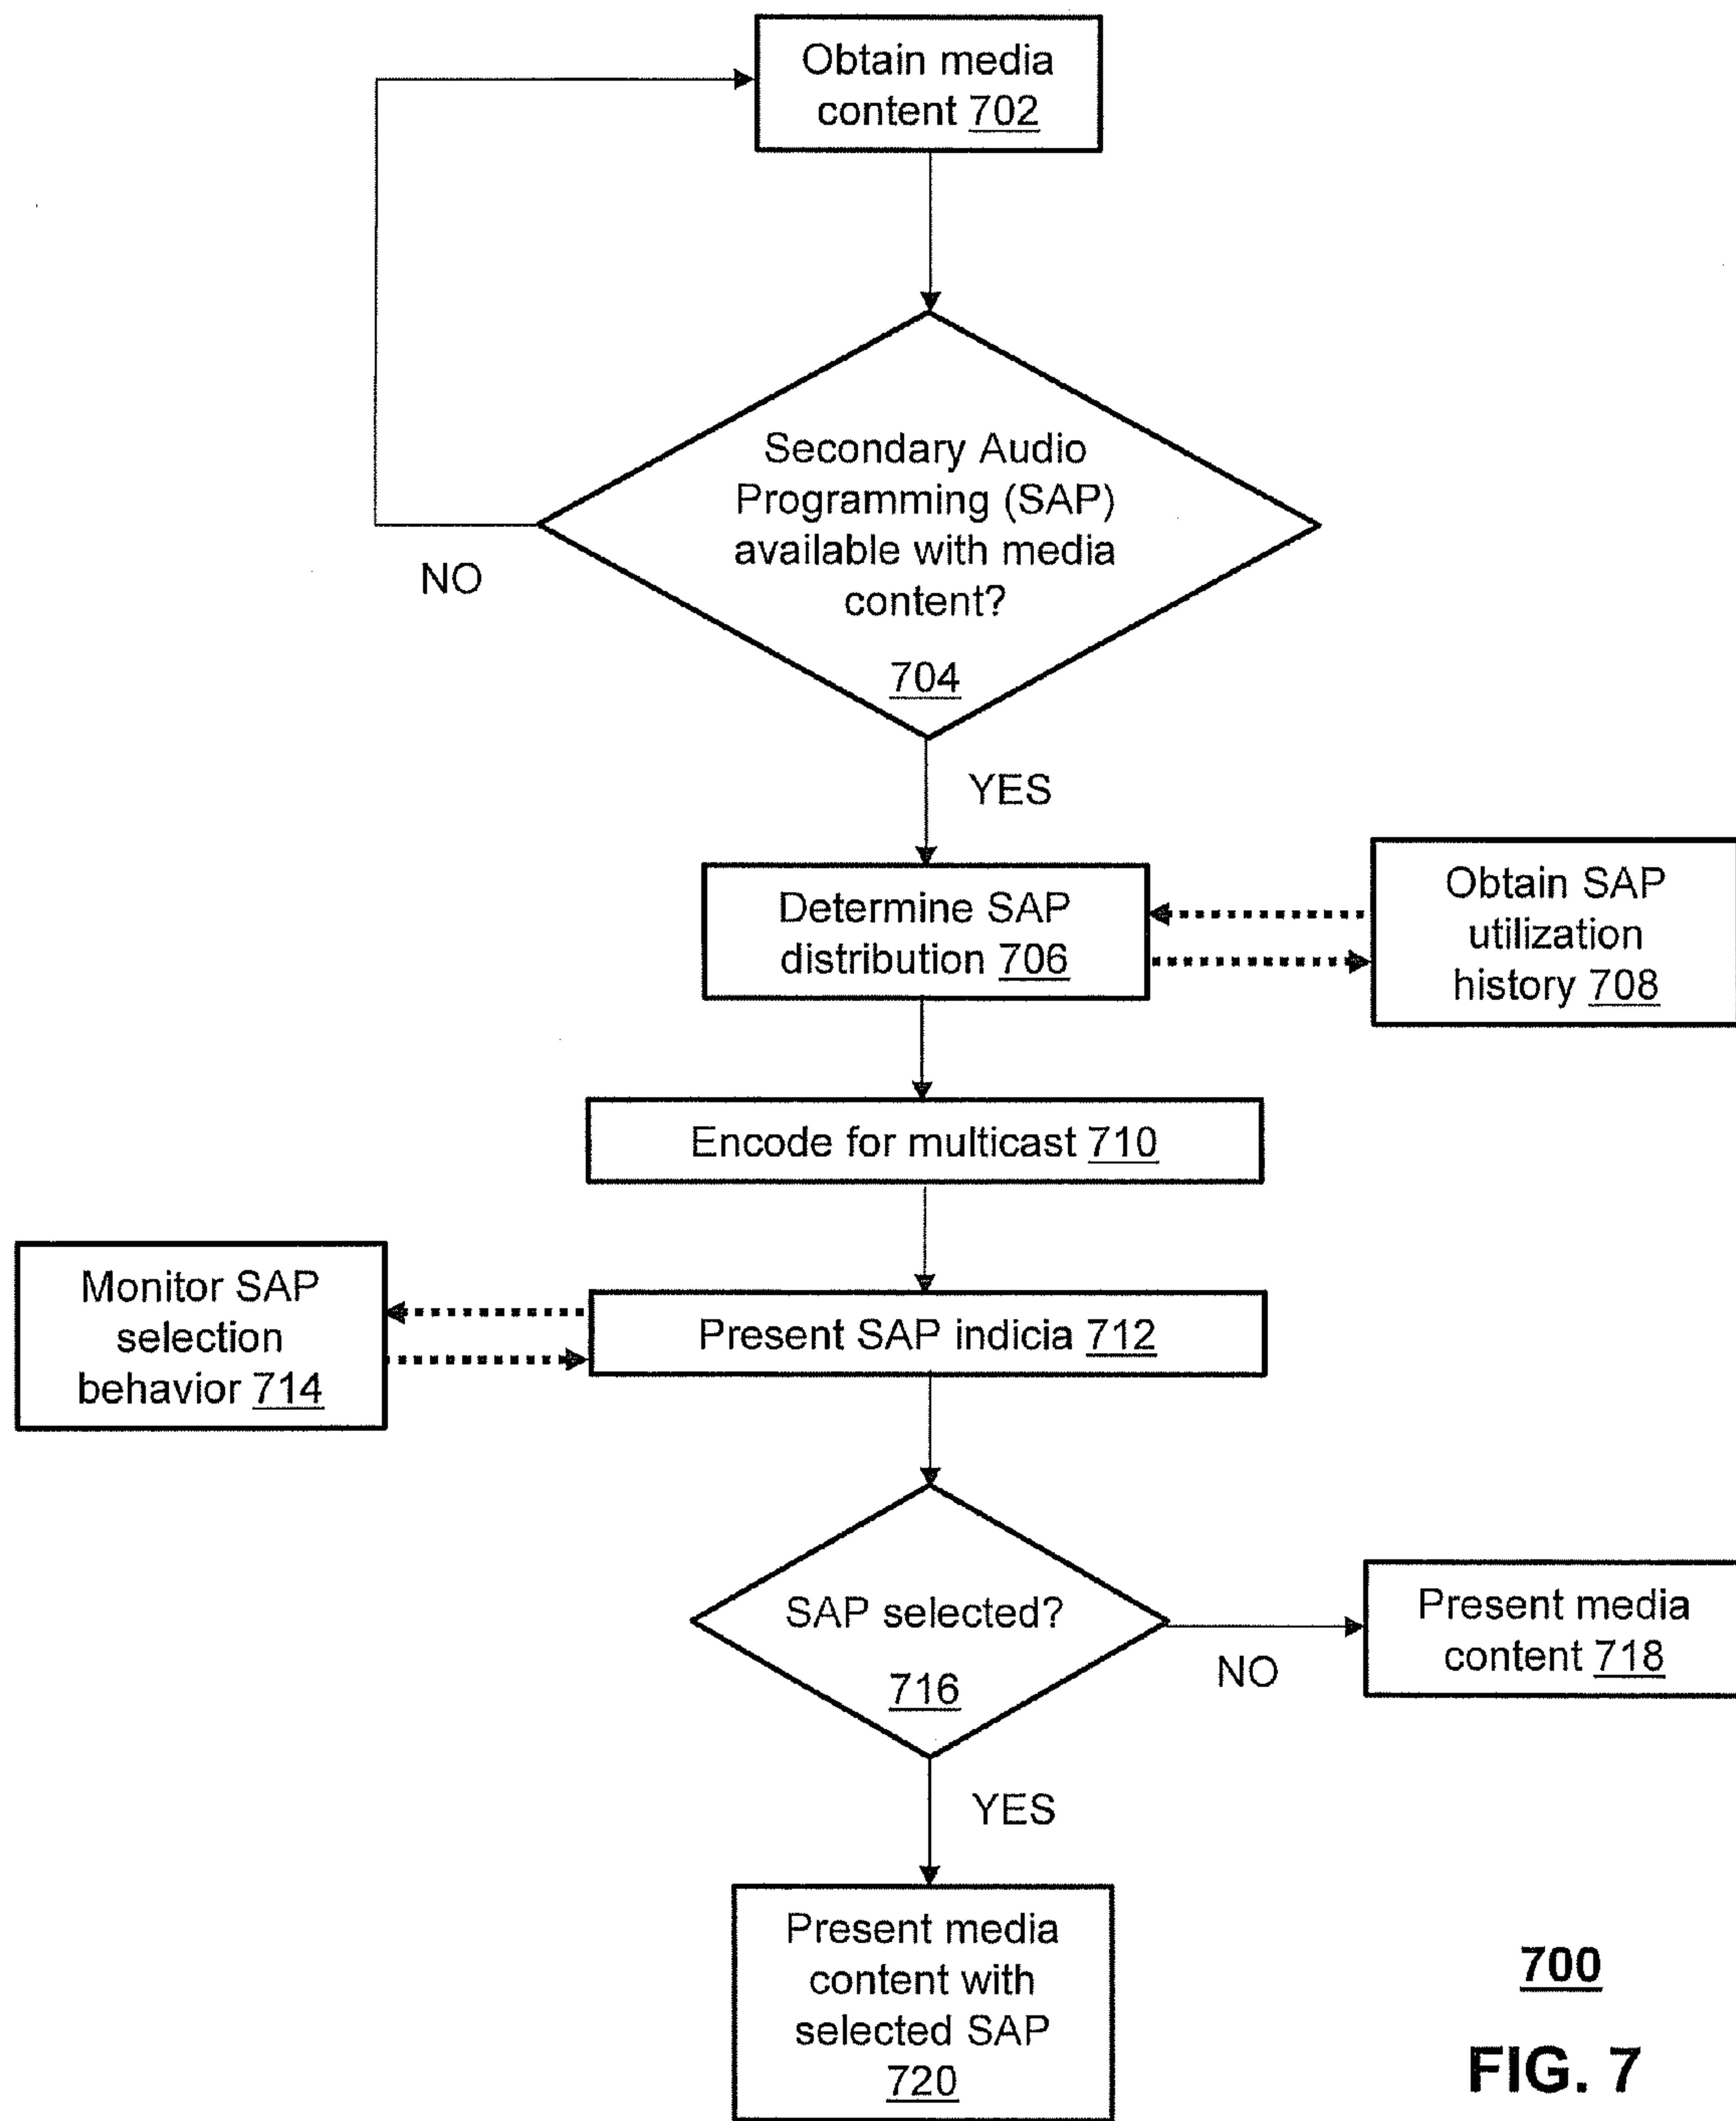 Obtain media
content 702
Secondary Audio
Programming (SAP)
available with media
content?
704
NO
YES
Determine SAP
distribution 706
Obtain SAP
utilization
history 708
Encode for multicast 710
Monitor SAP
selection
behavior 714
Present SAP indicia 712
SAP selected?
716
NO
Present media
content 718
YES
Present media
content with
selected SAP
720
700
FIG. 7